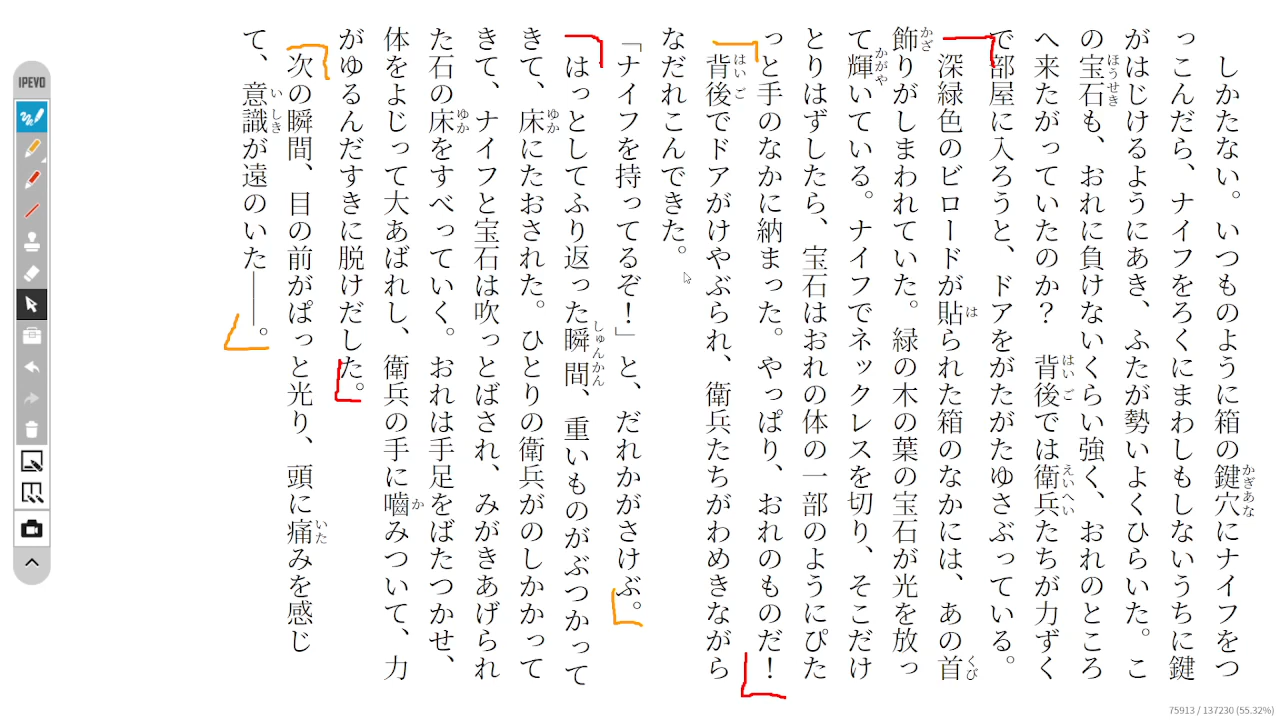 しかたない。いつものように箱の鍵穴にナイフをつ
っこんだら、ナイフをろくにまわしもしないうちに鍵
がはじけるようにあき、ふたが勢いよくひらいた。こ
の宝石も、おれに負けないくらい強く、おれのところ
へ来たがっていたのか？　背後では衛兵たちが力ずく
で部屋に入ろうと、ドアをがたがたゆさぶっている。
深緑色のビロードが貼られた箱のなかには、あの首
飾りがしまわれていた。緑の木の葉の宝石が光を放っ
て輝いている。ナイフでネックレスを切り、そこだけ
とりはずしたら、宝石はおれの体の一部のようにぴた
っと手のなかに納まった。やっぱり、おれのものだ！
背後でドアがけやぶられ、衛兵たちがわめきながら
なだれこんできた。
「ナイフを持ってるぞ！」と、だれかがさけぶ。
はっとしてふり返った瞬間、重いものがぶつかって
きて、床にたおされた。ひとりの衛兵がのしかかって
きて、ナイフと宝石は吹っとばされ、みがきあげられ
た石の床をすべっていく。おれは手足をばたつかせ、
体をよじって大あばれし、衛兵の手に嚙みついて、力
がゆるんだすきに脱けだした。
次の瞬間、目の前がぱっと光り、頭に痛みを感じ
て、意識が遠のいた――。
IPEVO
75913 / 137230 (55.32%)